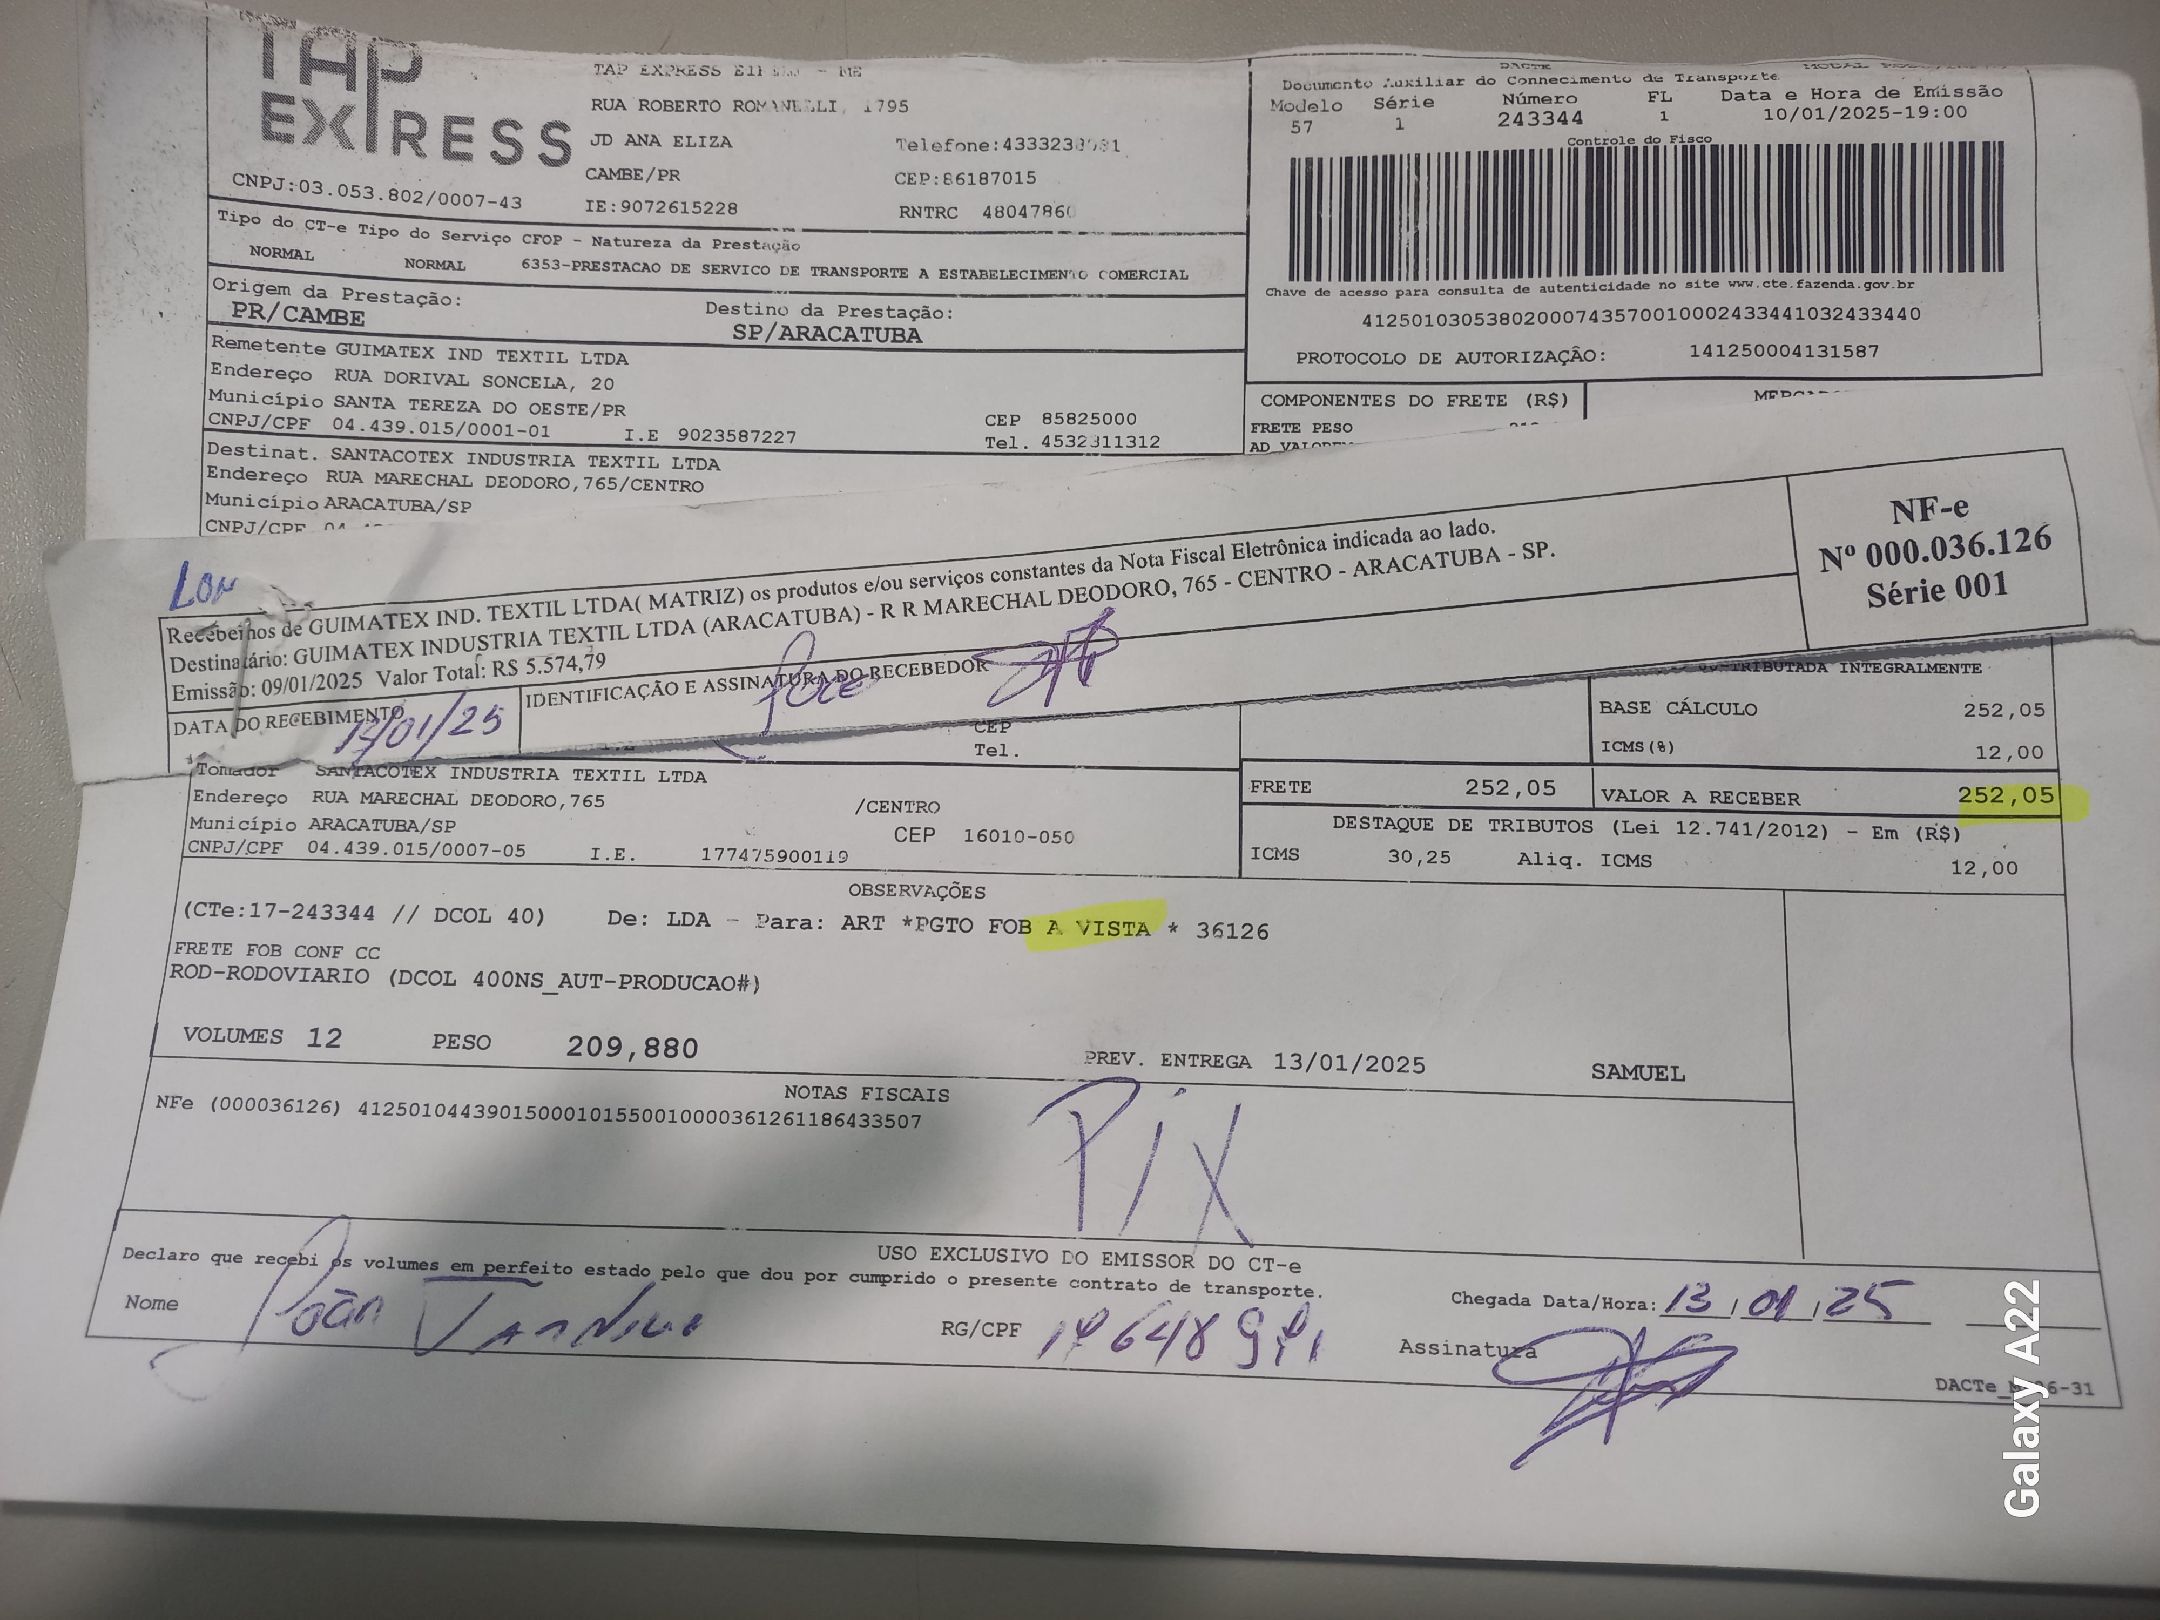 TAP
EXPRESS
TAP EXPRESS - ME
RUA ROBERTO ROMANELLI, 1795
JD ANA ELIZA
CAMBE/PR
CEP:86187015
CNPJ:03.053.802/0007-43
IE:9072615228
RNTRC
DACTE
Documento Auxiliar do Conhecimento de Transporte
Modelo Série Número FL Data e Hora de Emissão
57 1 243344 1 10/01/2025-19:00
Controle do Fisco
Chave de acesso para consulta de autenticidade no site www.cte.fazenda.gov.br
41250103053802000743570010002433441032433440
PROTOCOLO DE AUTORIZAÇÃO: 141250004131587
Tipo do CT-e Tipo do Serviço CFOP - Natureza da Prestação
NORMAL NORMAL 6353-PRESTACAO DE SERVICO DE TRANSPORTE A ESTABELECIMENTO COMERCIAL
Origem da Prestação: Destino da Prestação:
PR/CAMBE SP/ARACATUBA
Remetente GUIMATEX IND TEXTIL LTDA
Endereço RUA DORIVAL SONCELA, 20
Município SANTA TEREZA DO OESTE/PR CEP 85825000
CNPJ/CPF 04.439.015/0001-01 I.E 9023587227 Tel. 4532311312
COMPONENTES DO FRETE (R$)
FRETE PESO
Destinat. SANTACOTEX INDUSTRIA TEXTIL LTDA
Endereço RUA MARECHAL DEODORO,765/CENTRO
Município ARACATUBA/SP
CNPJ/CPF
Lon
Recebemos de GUIMATEX IND. TEXTIL LTDA( MATRIZ) os produtos e/ou serviços constantes da Nota Fiscal Eletrônica indicada ao lado.
Destinatário: GUIMATEX INDUSTRIA TEXTIL LTDA (ARACATUBA) - R R MARECHAL DEODORO, 765 - CENTRO - ARACATUBA - SP.
Emissão: 09/01/2025 Valor Total: R$ 5.574,79
NF-e
Nº 000.036.126
Série 001
DATA DO RECEBIMENTO IDENTIFICAÇÃO E ASSINATURA DO RECEBEDOR
/01/25
CEP
Tel.
TRIBUTADA INTEGRALMENTE
BASE CÁLCULO 252,05
ICMS(%) 12,00
FRETE 252,05 VALOR A RECEBER 252,05
DESTAQUE DE TRIBUTOS (Lei 12.741/2012) - Em (R$)
ICMS 30,25 Aliq. ICMS 12,00
Tomador SANTACOTEX INDUSTRIA TEXTIL LTDA
Endereço RUA MARECHAL DEODORO,765 /CENTRO
Município ARACATUBA/SP CEP 16010-050
CNPJ/CPF 04.439.015/0007-05 I.E. 177475900119
OBSERVAÇÕES
(CTe:17-243344 // DCOL 40) De: LDA - Para: ART *PGTO FOB A VISTA * 36126
FRETE FOB CONF CC
ROD-RODOVIARIO (DCOL 400NS_AUT-PRODUCAO#)
VOLUMES 12 PESO 209,880 PREV. ENTREGA 13/01/2025 SAMUEL
NOTAS FISCAIS
NFe (000036126) 41250104439015000101550010000361261186433507
PIX
USO EXCLUSIVO DO EMISSOR DO CT-e
Declaro que recebi os volumes em perfeito estado pelo que dou por cumprido o presente contrato de transporte.
Nome João RG/CPF Chegada Data/Hora: 13/01/25
Assinatura
Galaxy A22